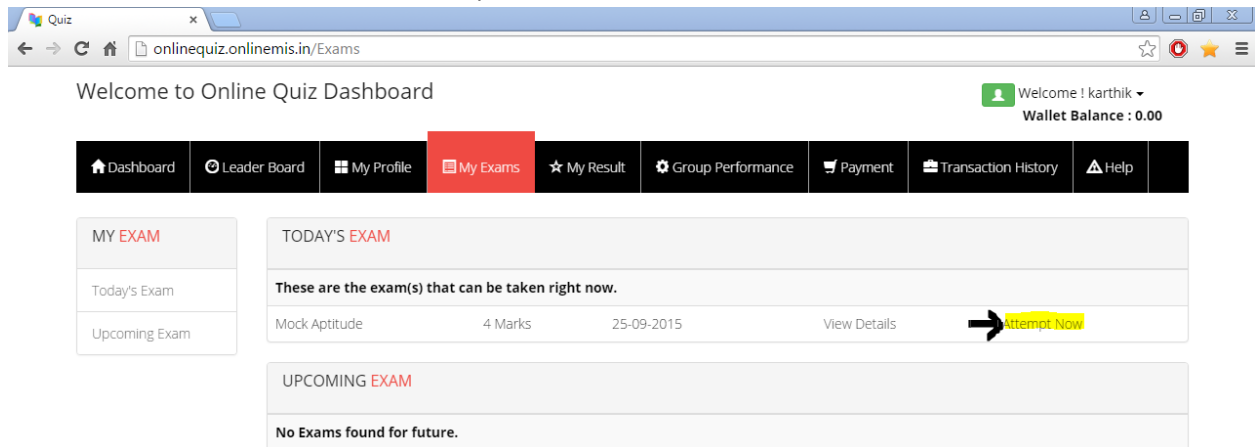 Quiz
onlinequiz.onlinemis.in/Exams
Welcome to Online Quiz Dashboard
Welcome ! karthik
Wallet Balance : 0.00
Dashboard Leader Board My Profile My Exams My Result Group Performance Payment Transaction History Help
MY EXAM
Today's Exam
Upcoming Exam
TODAY'S EXAM
These are the exam(s) that can be taken right now.
Mock Aptitude 4 Marks 25-09-2015 View Details Attempt Now
UPCOMING EXAM
No Exams found for future.